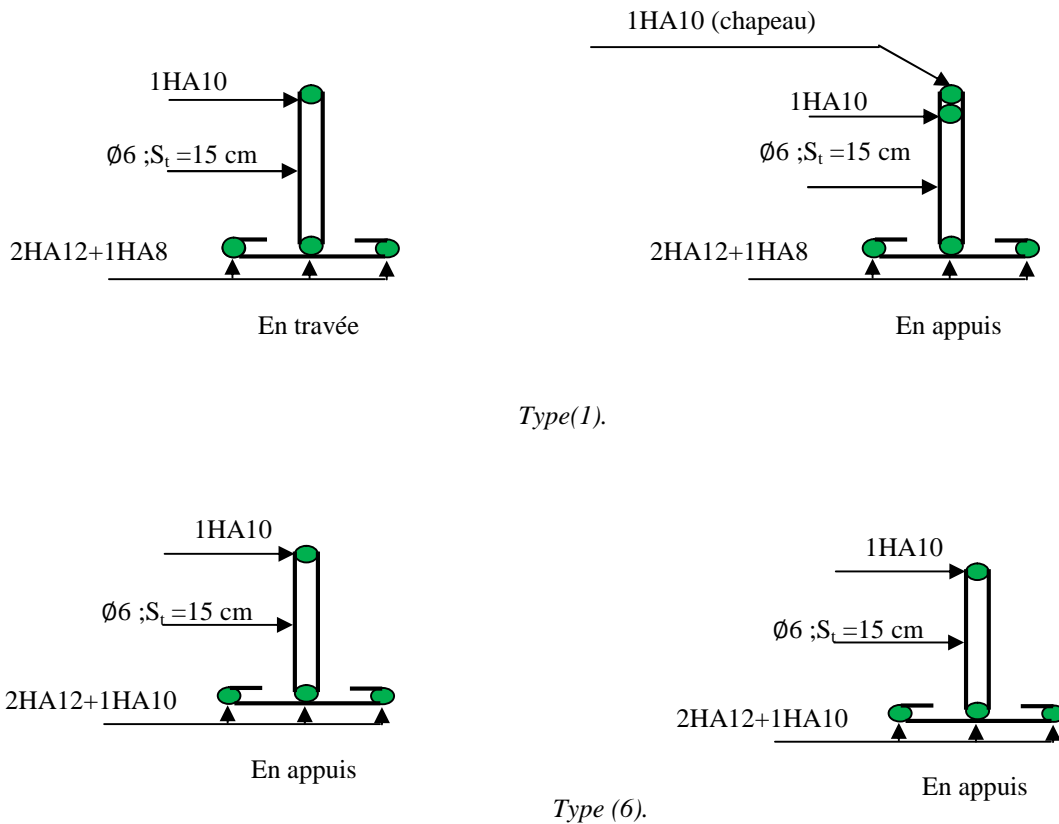 1HA10 (chapeau)
1HA10
Ø6 ;St =15 cm
2HA12+1HA8
En travée
1HA10
Ø6 ;St =15 cm
2HA12+1HA8
En appuis
Type(1).
1HA10
Ø6 ;St =15 cm
2HA12+1HA10
En appuis
1HA10
Ø6 ;St =15 cm
2HA12+1HA10
En appuis
Type (6).